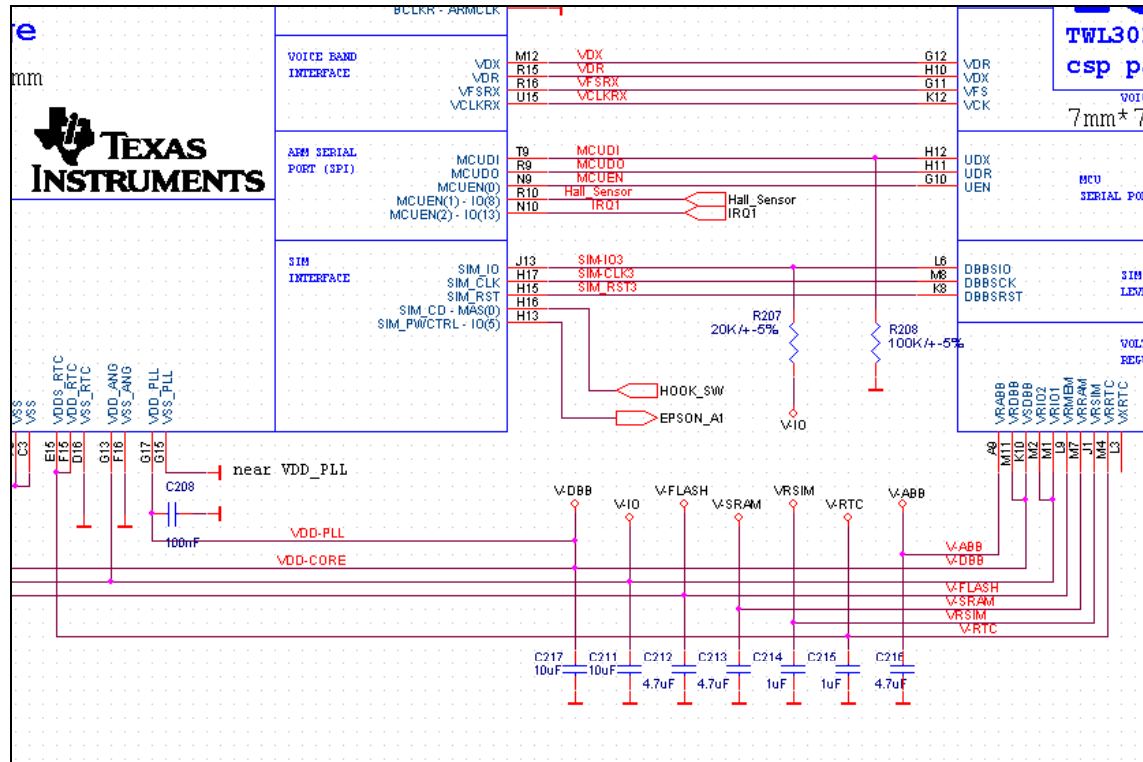 BCLKR - ARMCLK
e
mm
TEXAS
INSTRUMENTS
VOICE BAND
INTERFACE
VDX
VDR
VFSRX
VCLKRX
M12
R15
R16
U15
VDX
VDR
VFSRX
VCLKRX
G12
H10
G11
K12
VDR
VDX
VFS
VCK
TWL30
csp p
VOI
7mm*7
ARM SERIAL
PORT (SPI)
MCUDI
MCUDO
MCUEN(0)
MCUEN(1) - IO(8)
MCUEN(2) - IO(13)
T9
R9
N9
R10
N10
MCUDI
MCUDO
MCUEN
Hall_Sensor
IRQ1
Hall_Sensor
IRQ1
H12
H11
G10
UDX
UDR
UEN
MCU
SERIAL PO
SIM
INTERFACE
SIM_IO
SIM_CLK
SIM_RST
SIM_CD - MAS(0)
SIM_PWCTRL - IO(5)
J13
H17
H15
H16
H13
SIM-IO3
SIM-CLK3
SIM_RST3
L6
M8
K8
DBBSIO
DBBSCK
DBBSRST
SIM
LEV
R207
20K/+-5%
R208
100K/+-5%
VOL
REG
HOOK_SW
EPSON_A1
V-IO
VSS
VSS
VDDS_RTC
VDD_RTC
VSS_RTC
VDD_ANG
VSS_ANG
VDD_PLL
VSS_PLL
C3
E15
F15
D16
G13
F16
G17
G15
VRABB
VRDBB
VSDBB
VRIO2
VRIO1
VRMEM
VRRAM
VRSIM
VRRTC
VXRTC
A9
M11
K10
M2
M1
L9
M7
J1
M4
L3
near VDD_PLL
C208
100nF
V-DBB
V-IO
V-FLASH
V-SRAM
VRSIM
V-RTC
V-ABB
VDD-PLL
VDD-CORE
V-ABB
V-DBB
V-FLASH
V-SRAM
VRSIM
V-RTC
C217
10uF
C211
10uF
C212
4.7uF
C213
4.7uF
C214
1uF
C215
1uF
C216
4.7uF